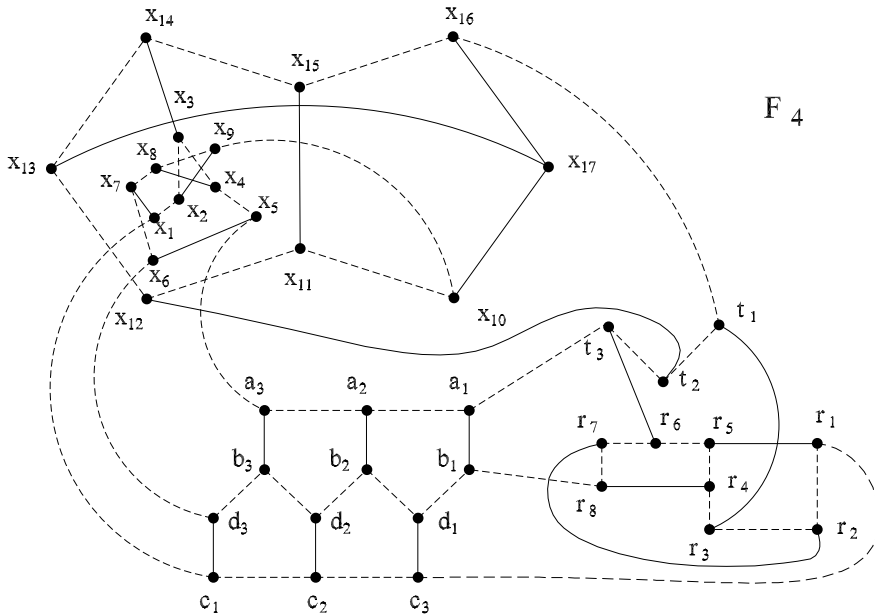 x14
x16
x15
F 4
x3
x9
x13
x8
x17
x7
x4
x5
x2
x1
x6
x11
x12
x10
t1
t3
t2
a3
a2
a1
r7
r6
r5
r1
b3
b2
b1
r4
r8
d3
d2
d1
r3
r2
c1
c2
c3